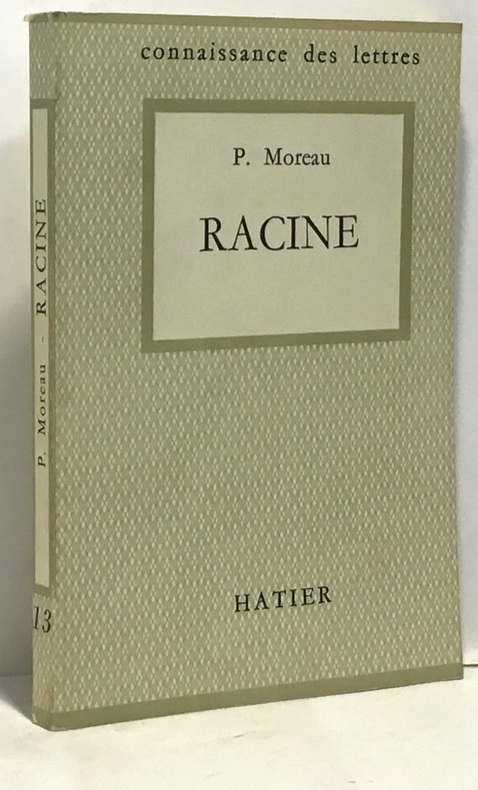 connaissance des lettres
P. Moreau
RACINE
HATIER
P. Moreau - RACINE
13